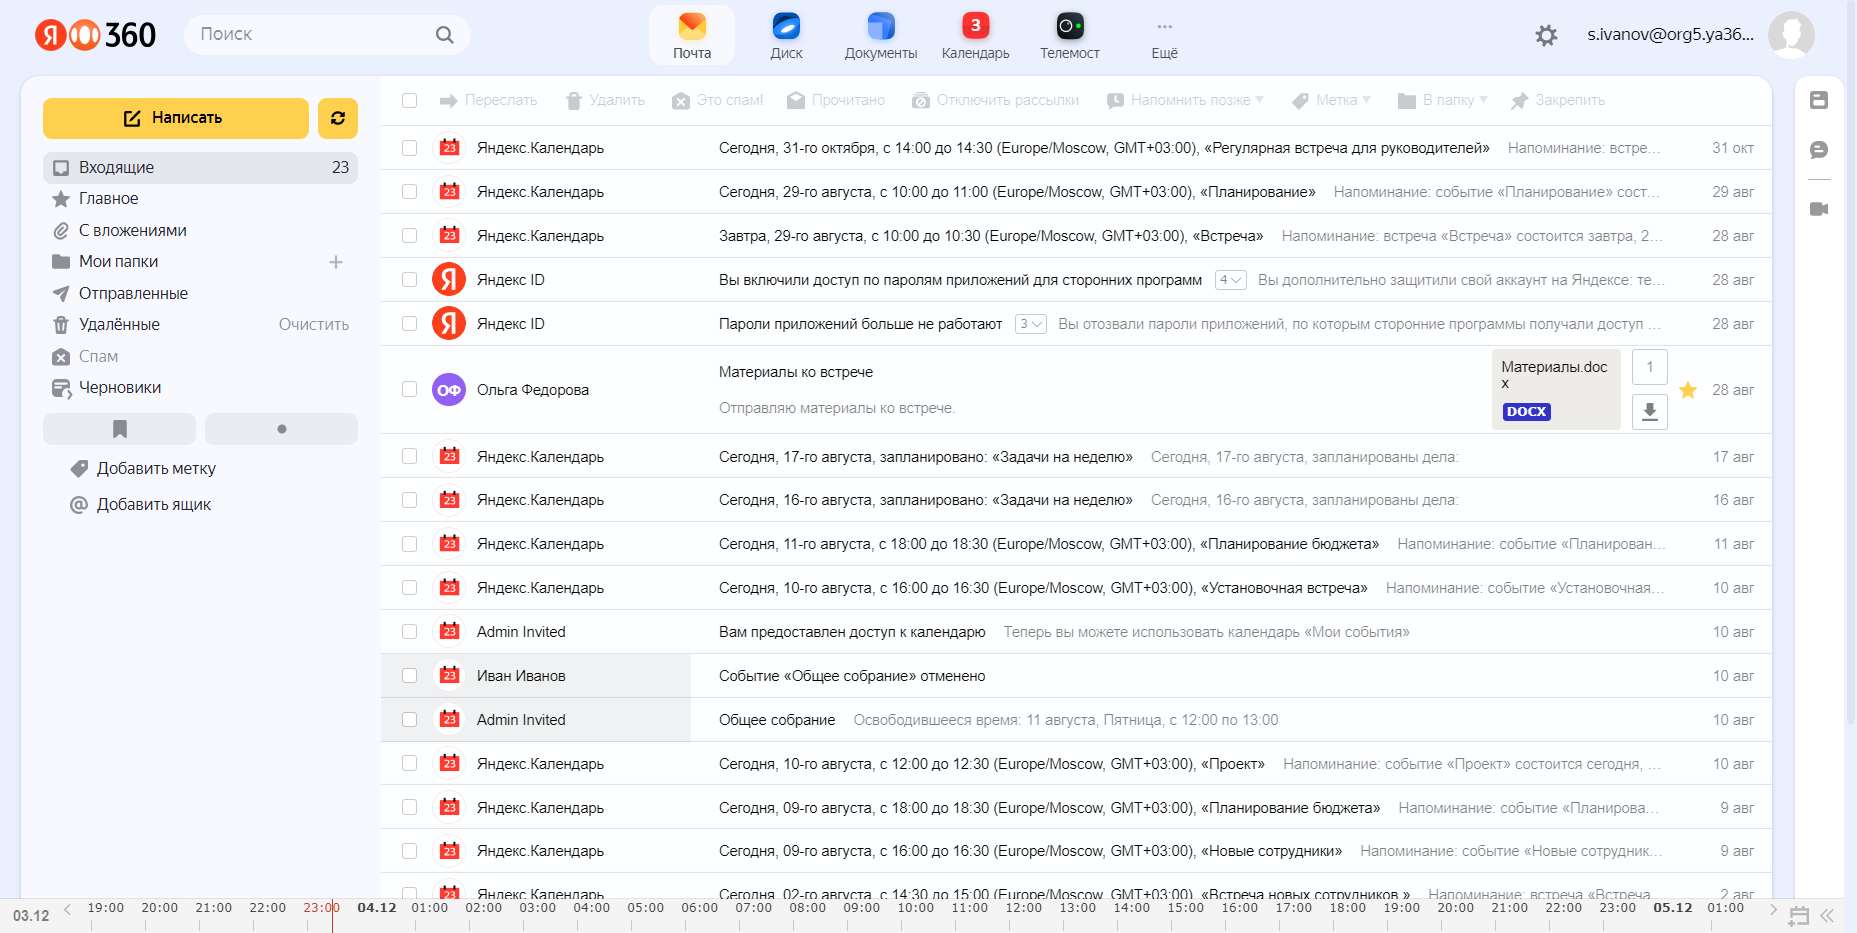 Я 360
Поиск
Почта
Диск
Документы
3
Календарь
Телемост
Ещё
s.ivanov@org5.ya36...
Написать
Входящие 23
Главное
С вложениями
Мои папки
Отправленные
Удалённые Очистить
Спам
Черновики
Добавить метку
Добавить ящик
Переслать Удалить Это спам! Прочитано Отключить рассылки Напомнить позже Метка В папку Закрепить
23 Яндекс.Календарь Сегодня, 31-го октября, с 14:00 до 14:30 (Europe/Moscow, GMT+03:00), «Регулярная встреча для руководителей» Напоминание: встре... 31 окт
23 Яндекс.Календарь Сегодня, 29-го августа, с 10:00 до 11:00 (Europe/Moscow, GMT+03:00), «Планирование» Напоминание: событие «Планирование» сост... 29 авг
23 Яндекс.Календарь Завтра, 29-го августа, с 10:00 до 10:30 (Europe/Moscow, GMT+03:00), «Встреча» Напоминание: встреча «Встреча» состоится завтра, 2... 28 авг
Я Яндекс ID Вы включили доступ по паролям приложений для сторонних программ 4 Вы дополнительно защитили свой аккаунт на Яндексе: те... 28 авг
Я Яндекс ID Пароли приложений больше не работают 3 Вы отозвали пароли приложений, по которым сторонние программы получали доступ ... 28 авг
ОФ Ольга Федорова Материалы ко встрече
Отправляю материалы ко встрече.
Материалы.doc
x
DOCX
1
28 авг
23 Яндекс.Календарь Сегодня, 17-го августа, запланировано: «Задачи на неделю» Сегодня, 17-го августа, запланированы дела: 17 авг
23 Яндекс.Календарь Сегодня, 16-го августа, запланировано: «Задачи на неделю» Сегодня, 16-го августа, запланированы дела: 16 авг
23 Яндекс.Календарь Сегодня, 11-го августа, с 18:00 до 18:30 (Europe/Moscow, GMT+03:00), «Планирование бюджета» Напоминание: событие «Планирован... 11 авг
23 Яндекс.Календарь Сегодня, 10-го августа, с 16:00 до 16:30 (Europe/Moscow, GMT+03:00), «Установочная встреча» Напоминание: событие «Установочная... 10 авг
23 Admin Invited Вам предоставлен доступ к календарю Теперь вы можете использовать календарь «Мои события» 10 авг
23 Иван Иванов Событие «Общее собрание» отменено 10 авг
23 Admin Invited Общее собрание Освободившееся время: 11 августа, Пятница, с 12:00 по 13:00 10 авг
23 Яндекс.Календарь Сегодня, 10-го августа, с 12:00 до 12:30 (Europe/Moscow, GMT+03:00), «Проект» Напоминание: событие «Проект» состоится сегодня, ... 10 авг
23 Яндекс.Календарь Сегодня, 09-го августа, с 18:00 до 18:30 (Europe/Moscow, GMT+03:00), «Планирование бюджета» Напоминание: событие «Планирова... 9 авг
23 Яндекс.Календарь Сегодня, 09-го августа, с 16:00 до 16:30 (Europe/Moscow, GMT+03:00), «Новые сотрудники» Напоминание: событие «Новые сотрудник... 9 авг
23 Яндекс.Календарь Сегодня, 02-го августа, с 14:30 до 15:00 (Europe/Moscow, GMT+03:00), «Встреча новых сотрудников » Напоминание: встреча «Встреча 2 авг
03.12 19:00 20:00 21:00 22:00 23:00 04.12 01:00 02:00 03:00 04:00 05:00 06:00 07:00 08:00 09:00 10:00 11:00 12:00 13:00 14:00 15:00 16:00 17:00 18:00 19:00 20:00 21:00 22:00 23:00 05.12 01:00